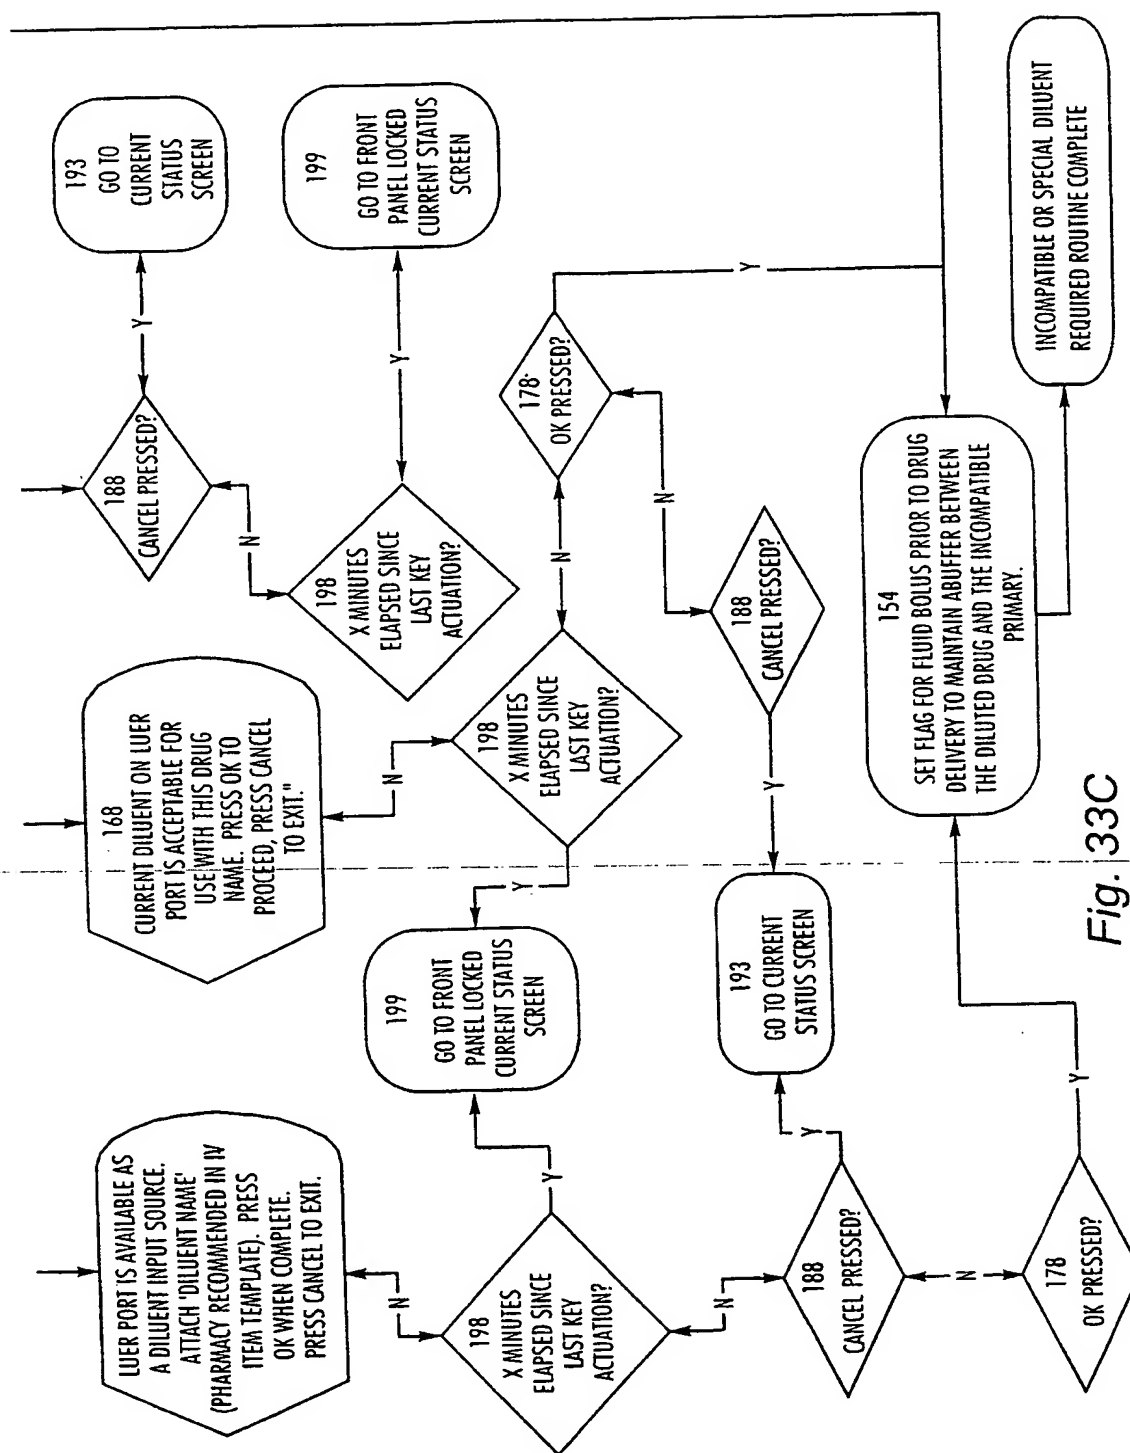 LUER PORT IS AVAILABLE AS
A DILUENT INPUT SOURCE.
ATTACH 'DILUENT NAME'
(PHARMACY RECOMMENDED IN IV
ITEM TEMPLATE). PRESS
OK WHEN COMPLETE.
PRESS CANCEL TO EXIT.
N
198
X MINUTES
ELAPSED SINCE
LAST KEY
ACTUATION?
Y
N
188
CANCEL PRESSED?
Y
N
178
OK PRESSED?
Y
199
GO TO FRONT
PANEL LOCKED
CURRENT STATUS
SCREEN
193
GO TO CURRENT
STATUS SCREEN
168
CURRENT DILUENT ON LUER
PORT IS ACCEPTABLE FOR
USE WITH THIS DRUG
NAME. PRESS OK TO
PROCEED, PRESS CANCEL
TO EXIT."
N
198
X MINUTES
ELAPSED SINCE
LAST KEY
ACTUATION?
Y
N
178
OK PRESSED?
Y
N
188
CANCEL PRESSED?
Y
188
CANCEL PRESSED?
Y
193
GO TO
CURRENT
STATUS
SCREEN
N
198
X MINUTES
ELAPSED SINCE
LAST KEY
ACTUATION?
Y
199
GO TO FRONT
PANEL LOCKED
CURRENT STATUS
SCREEN
154
SET FLAG FOR FLUID BOLUS PRIOR TO DRUG
DELIVERY TO MAINTAIN ABUFFER BETWEEN
THE DILUTED DRUG AND THE INCOMPATIBLE
PRIMARY.
INCOMPATIBLE OR SPECIAL DILUENT
REQUIRED ROUTINE COMPLETE
Fig. 33C